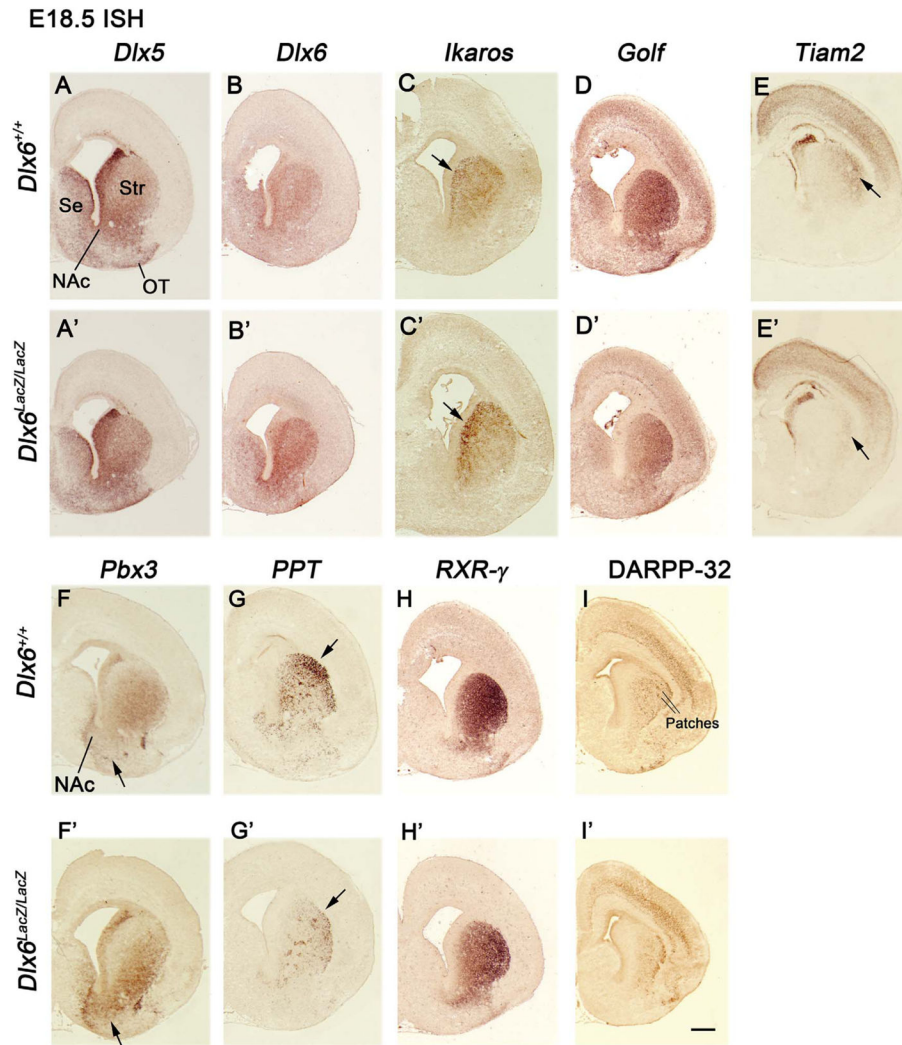 E18.5 ISH
Dlx5 Dlx6 Ikaros Golf Tiam2
Dlx6+/+
A B C D E
Se Str
NAc OT
Dlx6LacZ/LacZ
A' B' C' D' E'
Pbx3 PPT RXR-γ DARPP-32
Dlx6+/+
F G H I
NAc
Patches
Dlx6LacZ/LacZ
F' G' H' I'